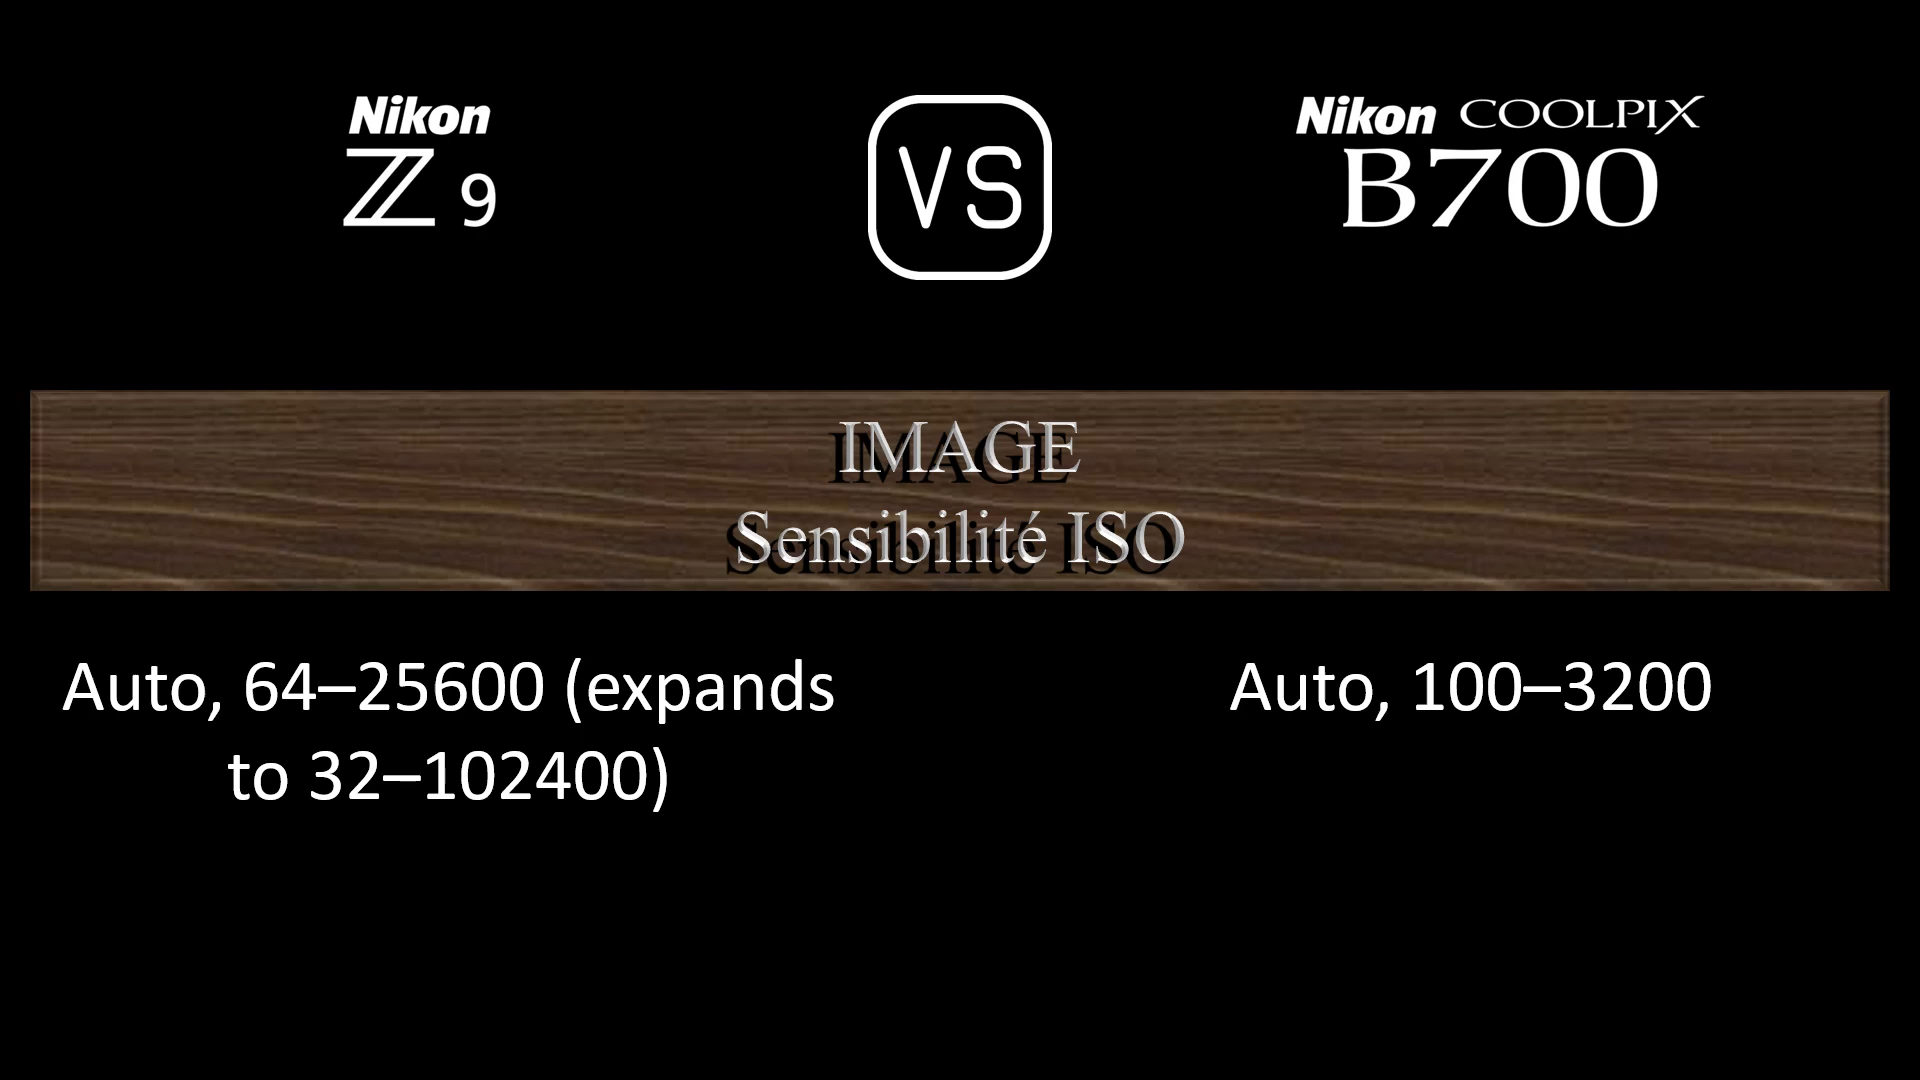 Nikon
Z 9
VS
Nikon COOLPIX
B700
IMAGE
Sensibilité ISO
Auto, 64–25600 (expands
to 32–102400)
Auto, 100–3200